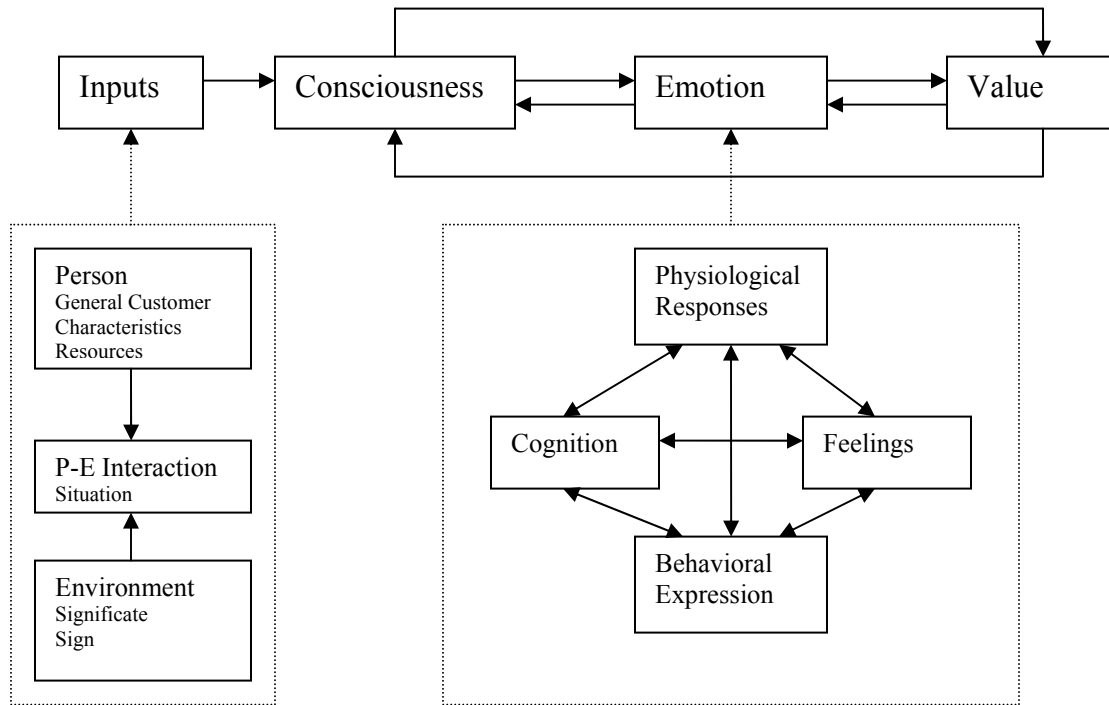 Inputs
Consciousness
Emotion
Value
Person
General Customer
Characteristics
Resources
P-E Interaction
Situation
Environment
Significate
Sign
Physiological
Responses
Cognition
Feelings
Behavioral
Expression